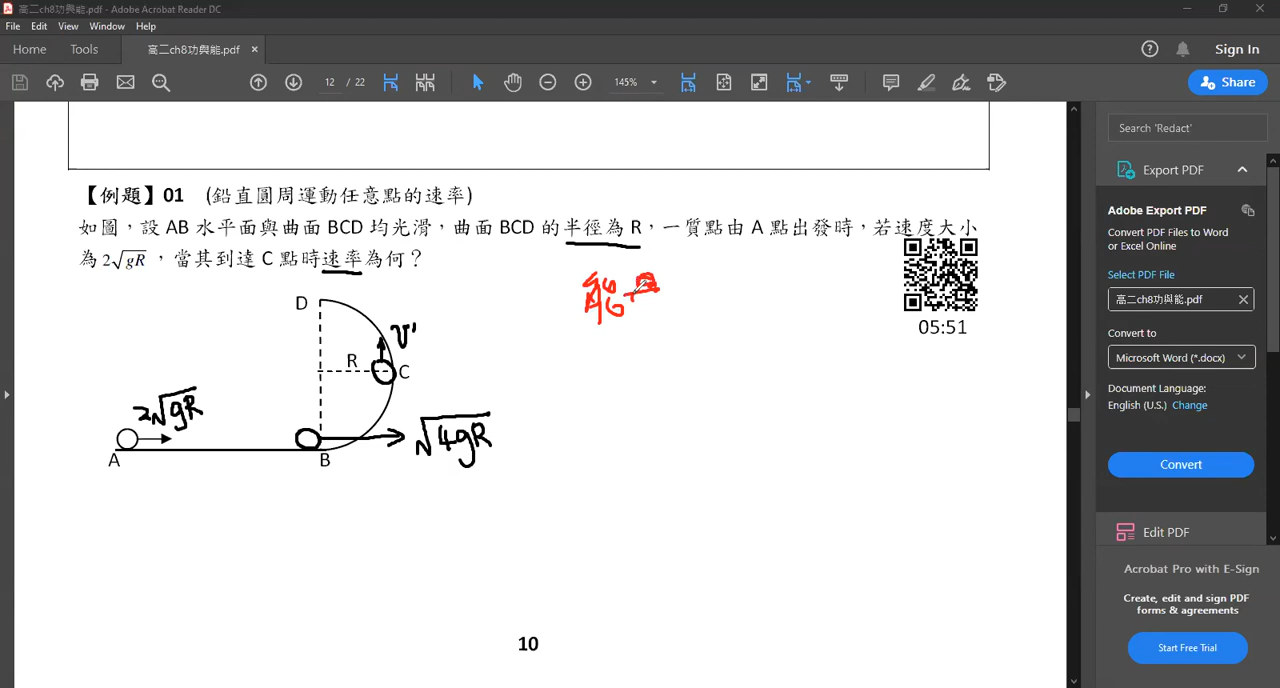 高二ch8功與能.pdf - Adobe Acrobat Reader DC
File Edit View Window Help
Home Tools 高二ch8功與能.pdf × Sign In
12 / 22 145% Share
Search 'Redact'
【例題】01 (鉛直圓周運動任意點的速率)
如圖，設 AB 水平面與曲面 BCD 均光滑，曲面 BCD 的半徑為 R，一質點由 A 點出發時，若速度大小
為 2√gR，當其到達 C 點時速率為何？
能
05:51
D
V'
R C
2√gR
√4gR
A B
10
Export PDF
Adobe Export PDF
Convert PDF Files to Word
or Excel Online
Select PDF File
高二ch8功與能.pdf
Convert to
Microsoft Word (*.docx)
Document Language:
English (U.S.) Change
Convert
Edit PDF
Acrobat Pro with E-Sign
Create, edit and sign PDF
forms & agreements
Start Free Trial